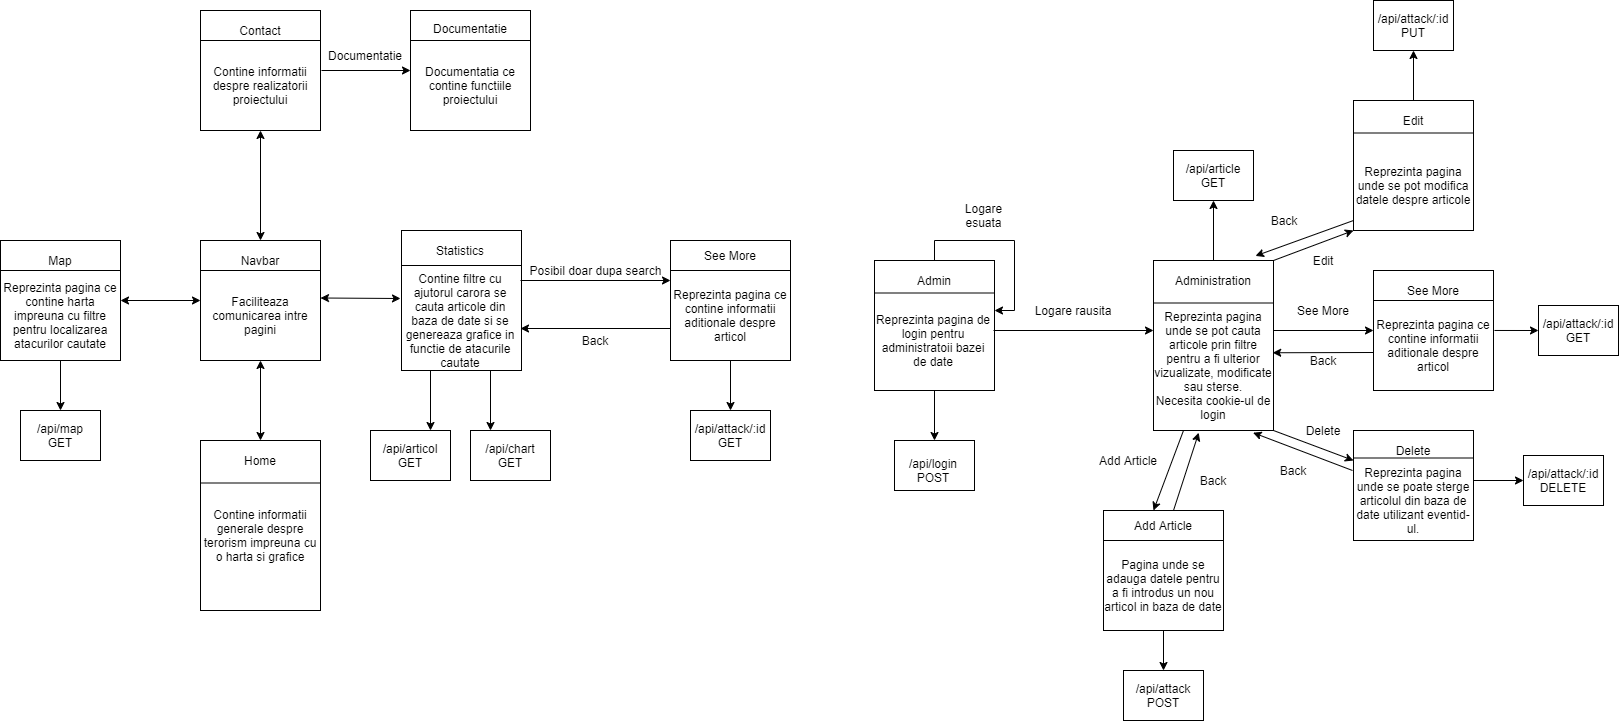 Contact
Contine informatii
despre realizatorii
proiectului
Documentatie
Documentatie
Documentatia ce
contine functiile
proiectului
Map
Reprezinta pagina ce
contine harta
impreuna cu filtre
pentru localizarea
atacurilor cautate
/api/map
GET
Navbar
Faciliteaza
comunicarea intre
pagini
Home
Contine informatii
generale despre
terorism impreuna cu
o harta si grafice
Statistics
Contine filtre cu
ajutorul carora se
cauta articole din
baza de date si se
genereaza grafice in
functie de atacurile
cautate
/api/articol
GET
/api/chart
GET
Posibil doar dupa search
Back
See More
Reprezinta pagina ce
contine informatii
aditionale despre
articol
/api/attack/:id
GET
Logare
esuata
Admin
Reprezinta pagina de
login pentru
administratoii bazei
de date
/api/login
POST
Logare rausita
/api/article
GET
Administration
Reprezinta pagina
unde se pot cauta
articole prin filtre
pentru a fi ulterior
vizualizate, modificate
sau sterse.
Necesita cookie-ul de
login
Back
Edit
/api/attack/:id
PUT
Edit
Reprezinta pagina
unde se pot modifica
datele despre articole
See More
Back
See More
Reprezinta pagina ce
contine informatii
aditionale despre
articol
/api/attack/:id
GET
Delete
Back
Delete
Reprezinta pagina
unde se poate sterge
articolul din baza de
date utilizant eventid-
ul.
/api/attack/:id
DELETE
Add Article
Back
Add Article
Pagina unde se
adauga datele pentru
a fi introdus un nou
articol in baza de date
/api/attack
POST